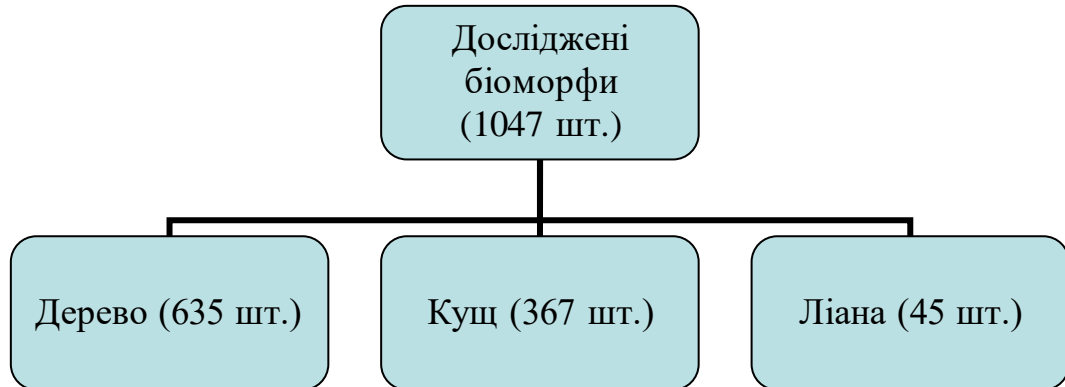 Досліджені
біоморфи
(1047 шт.)
Дерево (635 шт.)
Кущ (367 шт.)
Ліана (45 шт.)